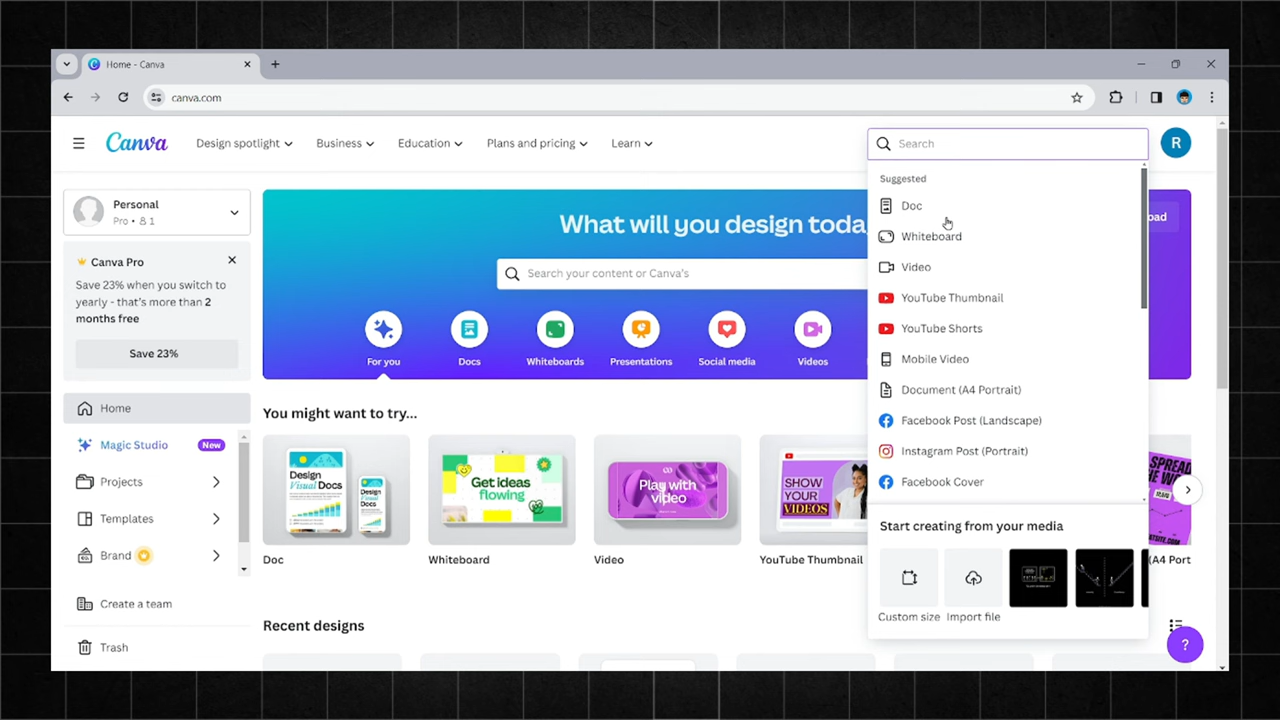 Home - Canva
canva.com
Canva
Design spotlight
Business
Education
Plans and pricing
Learn
Search
R
Personal
Pro • 1
Canva Pro
Save 23% when you switch to
yearly - that's more than 2
months free
Save 23%
Home
Magic Studio
New
Projects
Templates
Brand
Create a team
Trash
What will you design toda
Search your content or Canva's
For you
Docs
Whiteboards
Presentations
Social media
Videos
You might want to try...
Design
Visual Docs
Design
Visual
Docs
Get ideas
flowing
Play with
video
SHOW
YOUR
VIDEOS
SPREAD
THE
Doc
Whiteboard
Video
YouTube Thumbnail
(A4 Port
Recent designs
Suggested
Doc
Whiteboard
Video
YouTube Thumbnail
YouTube Shorts
Mobile Video
Document (A4 Portrait)
Facebook Post (Landscape)
Instagram Post (Portrait)
Facebook Cover
Start creating from your media
Custom size
Import file
oad
?